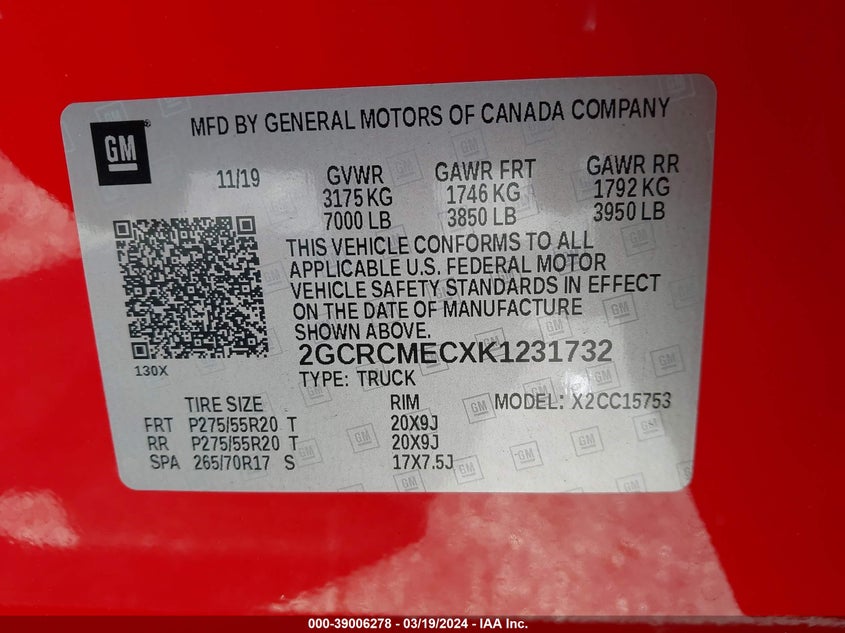 GM
MFD BY GENERAL MOTORS OF CANADA COMPANY
11/19 GVWR GAWR FRT GAWR RR
3175 KG 1746 KG 1792 KG
7000 LB 3850 LB 3950 LB
THIS VEHICLE CONFORMS TO ALL
APPLICABLE U.S. FEDERAL MOTOR
VEHICLE SAFETY STANDARDS IN EFFECT
ON THE DATE OF MANUFACTURE
SHOWN ABOVE.
2GCRCMECXK1231732
130X
TYPE: TRUCK
TIRE SIZE RIM MODEL: X2CC15753
FRT P275/55R20 T 20X9J
RR P275/55R20 T 20X9J
SPA 265/70R17 S 17X7.5J
000-39006278 - 03/19/2024 - IAA Inc.